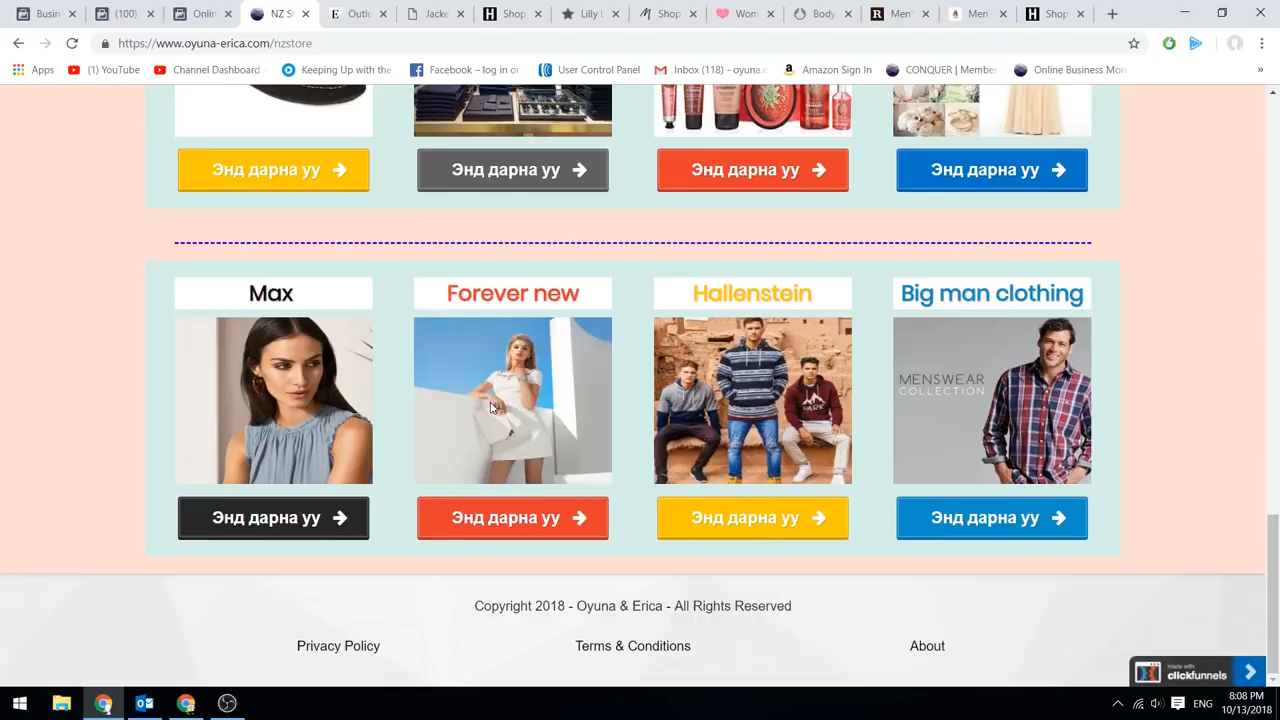 Busin
(100)
Onlin
NZ S
Outle
Jacke
Shop
Lilly L
Shop
Wom
Body
Men'
Men'
Shop
https://www.oyuna-erica.com/nzstore
Apps
(1) YouTube
Channel Dashboard -
Keeping Up with the
Facebook – log in or
User Control Panel
Inbox (118) - oyuna.e
Amazon Sign In
CONQUER | Member
Online Business Mon
»
Энд дарна уу
Энд дарна уу
Энд дарна уу
Энд дарна уу
Max
Forever new
Hallenstein
Big man clothing
MENSWEAR
COLLECTION
PARK
Энд дарна уу
Энд дарна уу
Энд дарна уу
Энд дарна уу
Copyright 2018 - Oyuna & Erica - All Rights Reserved
Privacy Policy
Terms & Conditions
About
made with
clickfunnels
ENG
8:08 PM
10/13/2018